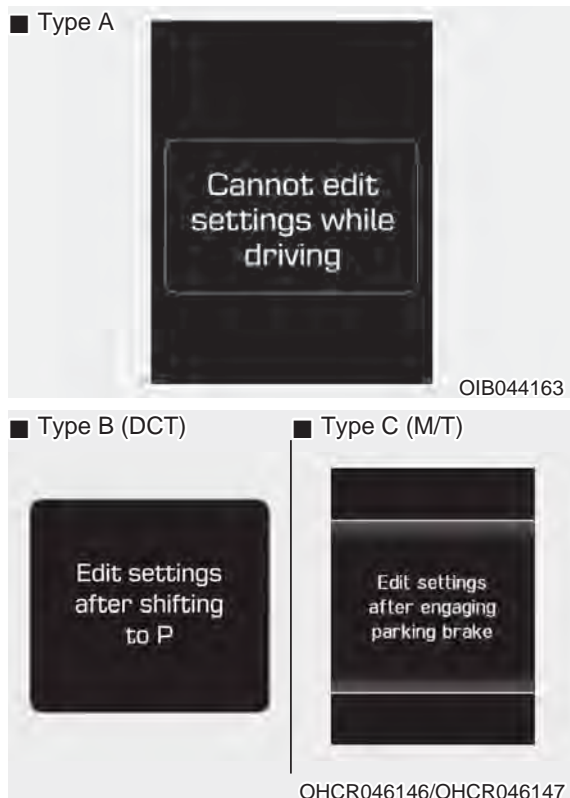 ■ Type A
Cannot edit
settings while
driving
OIB044163
■ Type B (DCT)
Edit settings
after shifting
to P
■ Type C (M/T)
Edit settings
after engaging
parking brake
OHCR046146/OHCR046147